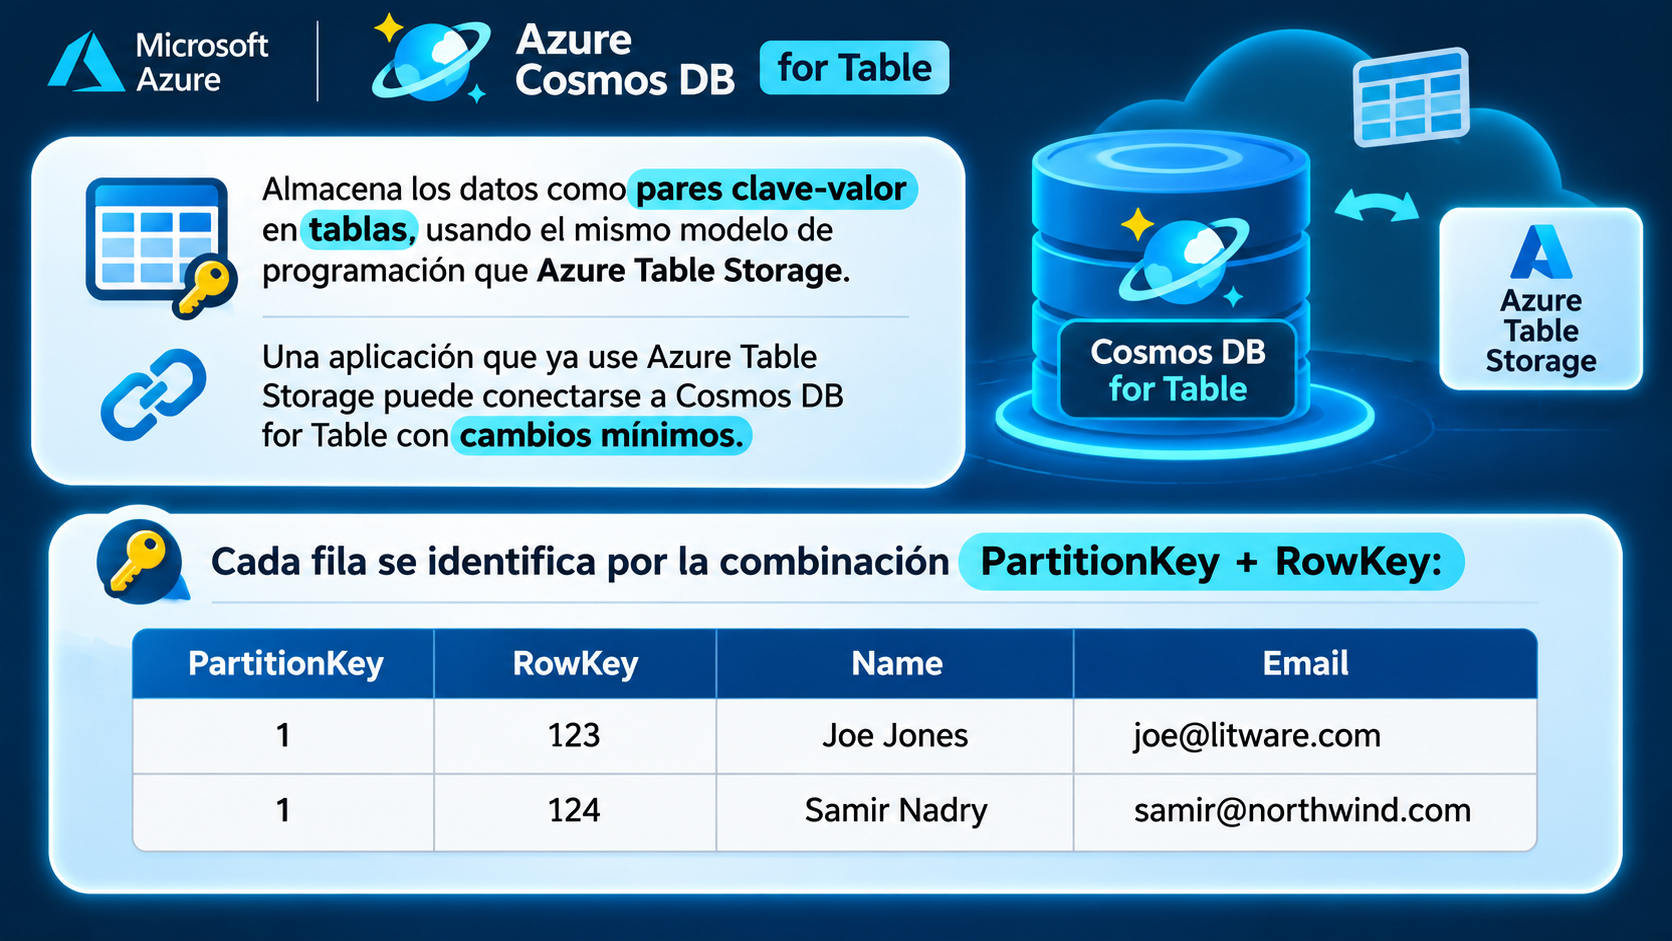 Microsoft
Azure
Azure
Cosmos DB
for Table
Almacena los datos como pares clave-valor
en tablas, usando el mismo modelo de
programación que Azure Table Storage.
Una aplicación que ya use Azure Table
Storage puede conectarse a Cosmos DB
for Table con cambios mínimos.
Cosmos DB
for Table
Azure
Table
Storage
Cada fila se identifica por la combinación PartitionKey + RowKey:
PartitionKey RowKey Name Email
1 123 Joe Jones joe@litware.com
1 124 Samir Nadry samir@northwind.com